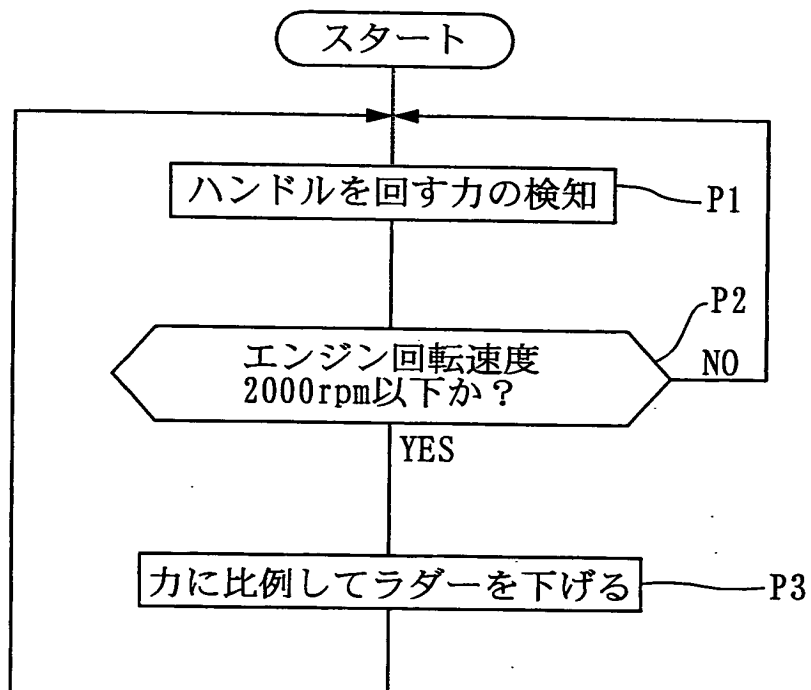 スタート
ハンドルを回す力の検知
P1
P2
エンジン回転速度
2000rpm以下か？
NO
YES
力に比例してラダーを下げる
P3